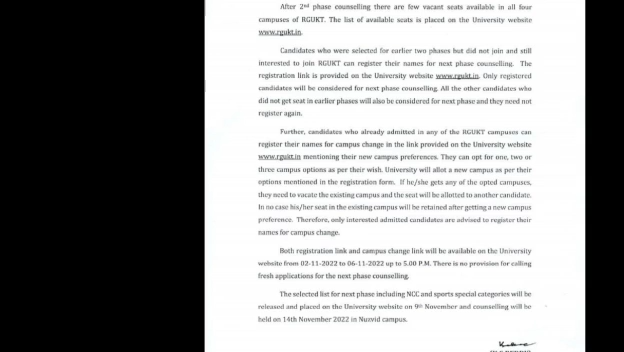 After 2nd phase counselling there are few vacant seats available in all four
campuses of RGUKT. The list of available seats is placed on the University website
www.rgukt.in.
Candidates who were selected for earlier two phases but did not join and still
interested to join RGUKT can register their names for next phase counselling. The
registration link is provided on the University website www.rgukt.in. Only registered
candidates will be considered for next phase counselling. All the other candidates who
did not get seat in earlier phases will also be considered for next phase and they need not
register again.
Further, candidates who already admitted in any of the RGUKT campuses can
register their names for campus change in the link provided on the University website
www.rgukt.in mentioning their new campus preferences. They can opt for one, two or
three campus options as per their wish. University will allot a new campus as per their
options mentioned in the registration form. If he/she gets any of the opted campuses,
they need to vacate the existing campus and the seat will be allotted to another candidate.
In no case his/her seat in the existing campus will be retained after getting a new campus
preference. Therefore, only interested admitted candidates are advised to register their
names for campus change.
Both registration link and campus change link will be available on the University
website from 02-11-2022 to 06-11-2022 up to 5.00 P.M. There is no provision for calling
fresh applications for the next phase counselling.
The selected list for next phase including NCC and sports special categories will be
released and placed on the University website on 9th November and counselling will be
held on 14th November 2022 in Nuzvid campus.